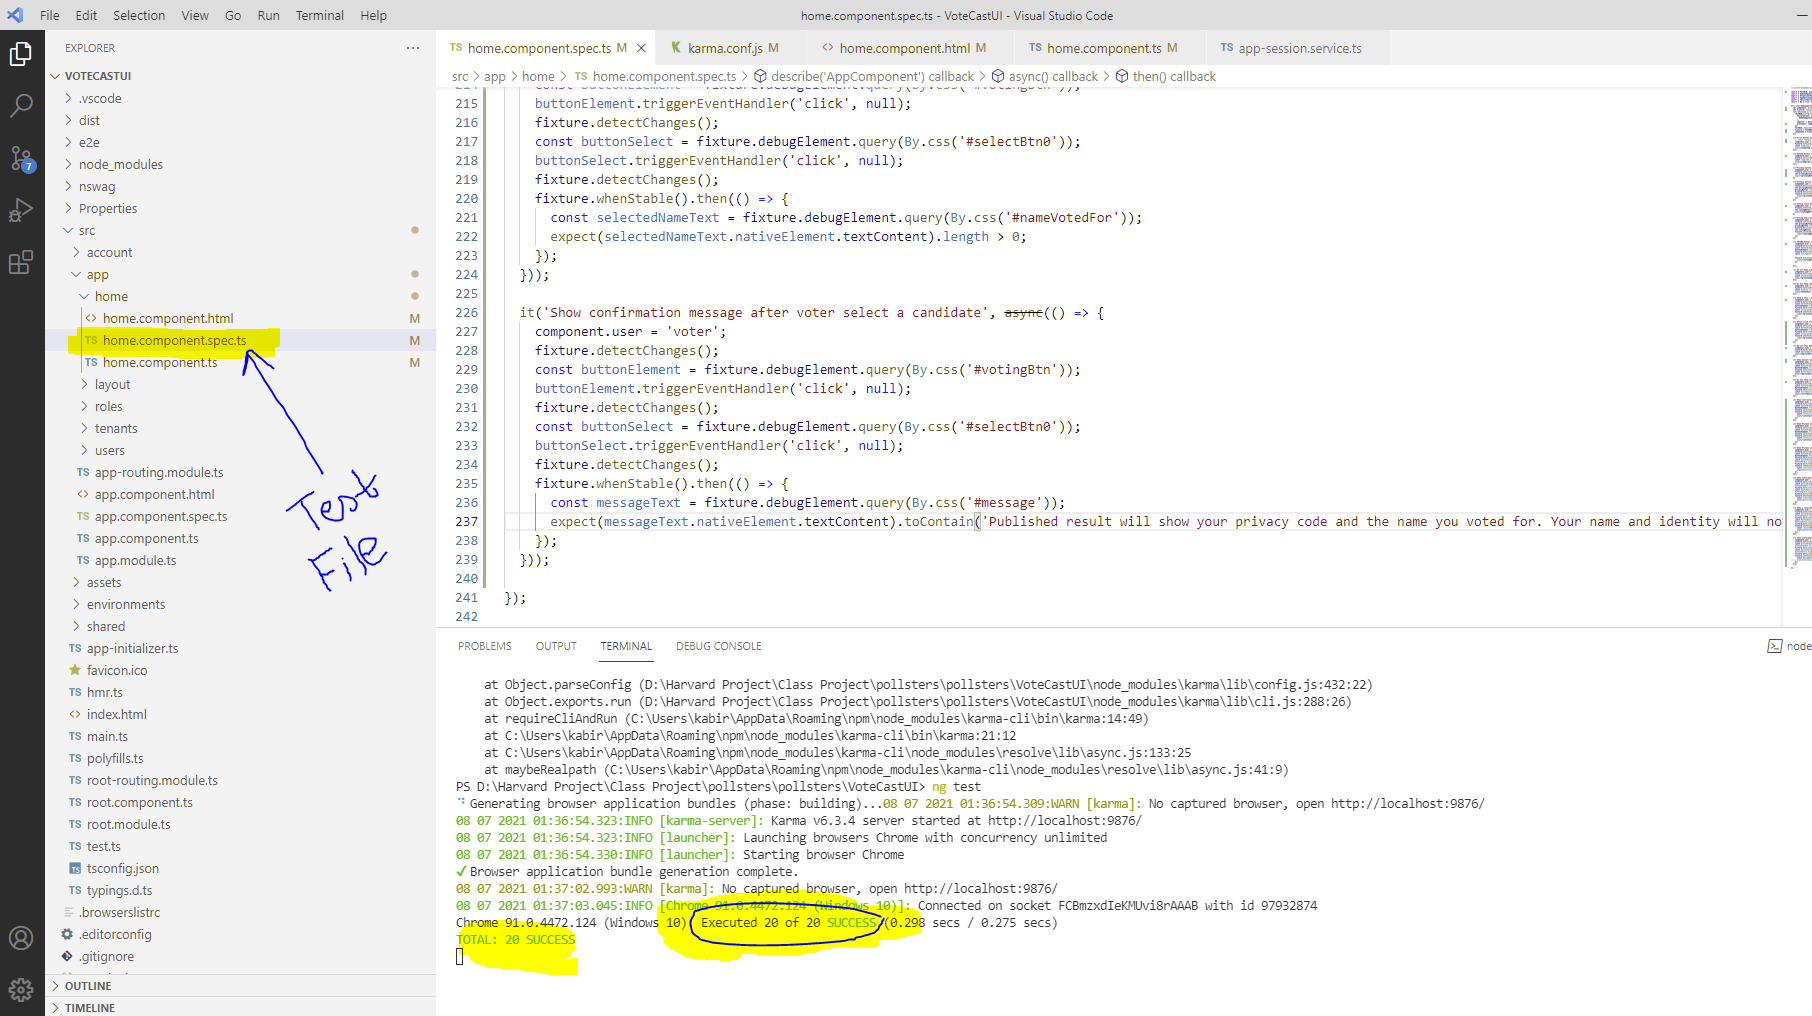 File Edit Selection View Go Run Terminal Help
home.component.spec.ts - VoteCastUI - Visual Studio Code
EXPLORER ...
VOTECASTUI
.vscode
dist
e2e
node_modules
nswag
Properties
src
account
app
home
home.component.html M
TS home.component.spec.ts M
TS home.component.ts M
layout
roles
tenants
users
TS app-routing.module.ts
app.component.html
TS app.component.spec.ts
TS app.component.ts
TS app.module.ts
assets
environments
shared
TS app-initializer.ts
favicon.ico
TS hmr.ts
index.html
TS main.ts
TS polyfills.ts
TS root-routing.module.ts
TS root.component.ts
TS root.module.ts
TS test.ts
tsconfig.json
TS typings.d.ts
.browserslistrc
.editorconfig
.gitignore
OUTLINE
TIMELINE
7
Test
File
TS home.component.spec.ts M
karma.conf.js M
<> home.component.html M
TS home.component.ts M
TS app-session.service.ts
src > app > home > TS home.component.spec.ts > describe('AppComponent') callback > async() callback > then() callback
214 const buttonElement = fixture.debugElement.query(By.css('#votingBtn'));
215 buttonElement.triggerEventHandler('click', null);
216 fixture.detectChanges();
217 const buttonSelect = fixture.debugElement.query(By.css('#selectBtn0'));
218 buttonSelect.triggerEventHandler('click', null);
219 fixture.detectChanges();
220 fixture.whenStable().then(() => {
221 const selectedNameText = fixture.debugElement.query(By.css('#nameVotedFor'));
222 expect(selectedNameText.nativeElement.textContent).length > 0;
223 });
224 }));
225
226 it('Show confirmation message after voter select a candidate', async(() => {
227 component.user = 'voter';
228 fixture.detectChanges();
229 const buttonElement = fixture.debugElement.query(By.css('#votingBtn'));
230 buttonElement.triggerEventHandler('click', null);
231 fixture.detectChanges();
232 const buttonSelect = fixture.debugElement.query(By.css('#selectBtn0'));
233 buttonSelect.triggerEventHandler('click', null);
234 fixture.detectChanges();
235 fixture.whenStable().then(() => {
236 const messageText = fixture.debugElement.query(By.css('#message'));
237 expect(messageText.nativeElement.textContent).toContain('Published result will show your privacy code and the name you voted for. Your name and identity will no
238 });
239 }));
240
241 });
242
PROBLEMS OUTPUT TERMINAL DEBUG CONSOLE
node
at Object.parseConfig (D:\Harvard Project\Class Project\pollsters\pollsters\VoteCastUI\node_modules\karma\lib\config.js:432:22)
at Object.exports.run (D:\Harvard Project\Class Project\pollsters\pollsters\VoteCastUI\node_modules\karma\lib\cli.js:288:26)
at requireCliAndRun (C:\Users\kabir\AppData\Roaming\npm\node_modules\karma-cli\bin\karma:14:49)
at C:\Users\kabir\AppData\Roaming\npm\node_modules\karma-cli\bin\karma:21:12
at C:\Users\kabir\AppData\Roaming\npm\node_modules\karma-cli\node_modules\resolve\lib\async.js:133:25
at maybeRealpath (C:\Users\kabir\AppData\Roaming\npm\node_modules\karma-cli\node_modules\resolve\lib\async.js:41:9)
PS D:\Harvard Project\Class Project\pollsters\pollsters\VoteCastUI> ng test
Generating browser application bundles (phase: building)...08 07 2021 01:36:54.309:WARN [karma]: No captured browser, open http://localhost:9876/
08 07 2021 01:36:54.323:INFO [karma-server]: Karma v6.3.4 server started at http://localhost:9876/
08 07 2021 01:36:54.323:INFO [launcher]: Launching browsers Chrome with concurrency unlimited
08 07 2021 01:36:54.330:INFO [launcher]: Starting browser Chrome
✔ Browser application bundle generation complete.
08 07 2021 01:37:02.993:WARN [karma]: No captured browser, open http://localhost:9876/
08 07 2021 01:37:03.045:INFO [Chrome 91.0.4472.124 (Windows 10)]: Connected on socket FCBmzxdIeKMUvi8rAAAB with id 97932874
Chrome 91.0.4472.124 (Windows 10) Executed 20 of 20 SUCCESS (0.298 secs / 0.275 secs)
TOTAL: 20 SUCCESS